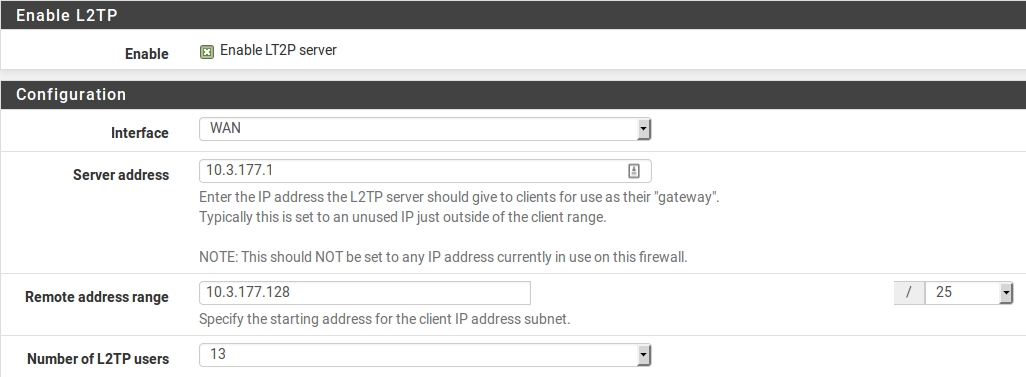 Enable L2TP
Enable Enable LT2P server
Configuration
Interface WAN
Server address 10.3.177.1
Enter the IP address the L2TP server should give to clients for use as their "gateway".
Typically this is set to an unused IP just outside of the client range.
NOTE: This should NOT be set to any IP address currently in use on this firewall.
Remote address range 10.3.177.128 / 25
Specify the starting address for the client IP address subnet.
Number of L2TP users 13